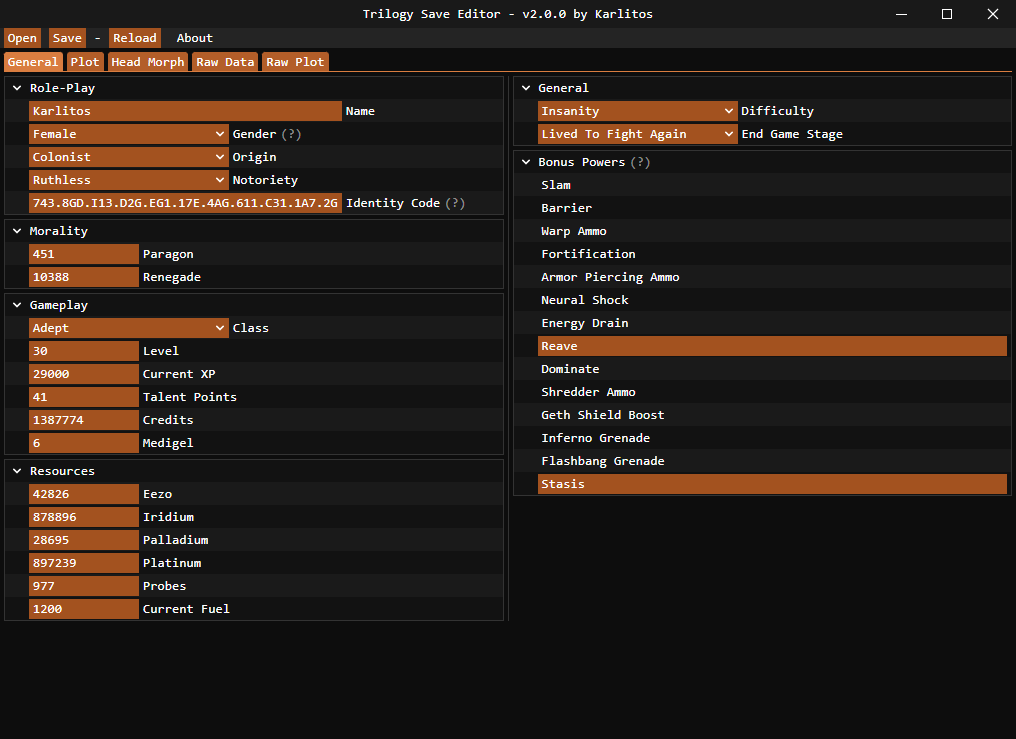 Trilogy Save Editor - v2.0.0 by Karlitos
Open Save - Reload About
General Plot Head Morph Raw Data Raw Plot
Role-Play
Karlitos Name
Female Gender (?)
Colonist Origin
Ruthless Notoriety
743.8GD.I13.D2G.EG1.17E.4AG.611.C31.1A7.2G Identity Code (?)
Morality
451 Paragon
10388 Renegade
Gameplay
Adept Class
30 Level
29000 Current XP
41 Talent Points
1387774 Credits
6 Medigel
Resources
42826 Eezo
878896 Iridium
28695 Palladium
897239 Platinum
977 Probes
1200 Current Fuel
General
Insanity Difficulty
Lived To Fight Again End Game Stage
Bonus Powers (?)
Slam
Barrier
Warp Ammo
Fortification
Armor Piercing Ammo
Neural Shock
Energy Drain
Reave
Dominate
Shredder Ammo
Geth Shield Boost
Inferno Grenade
Flashbang Grenade
Stasis